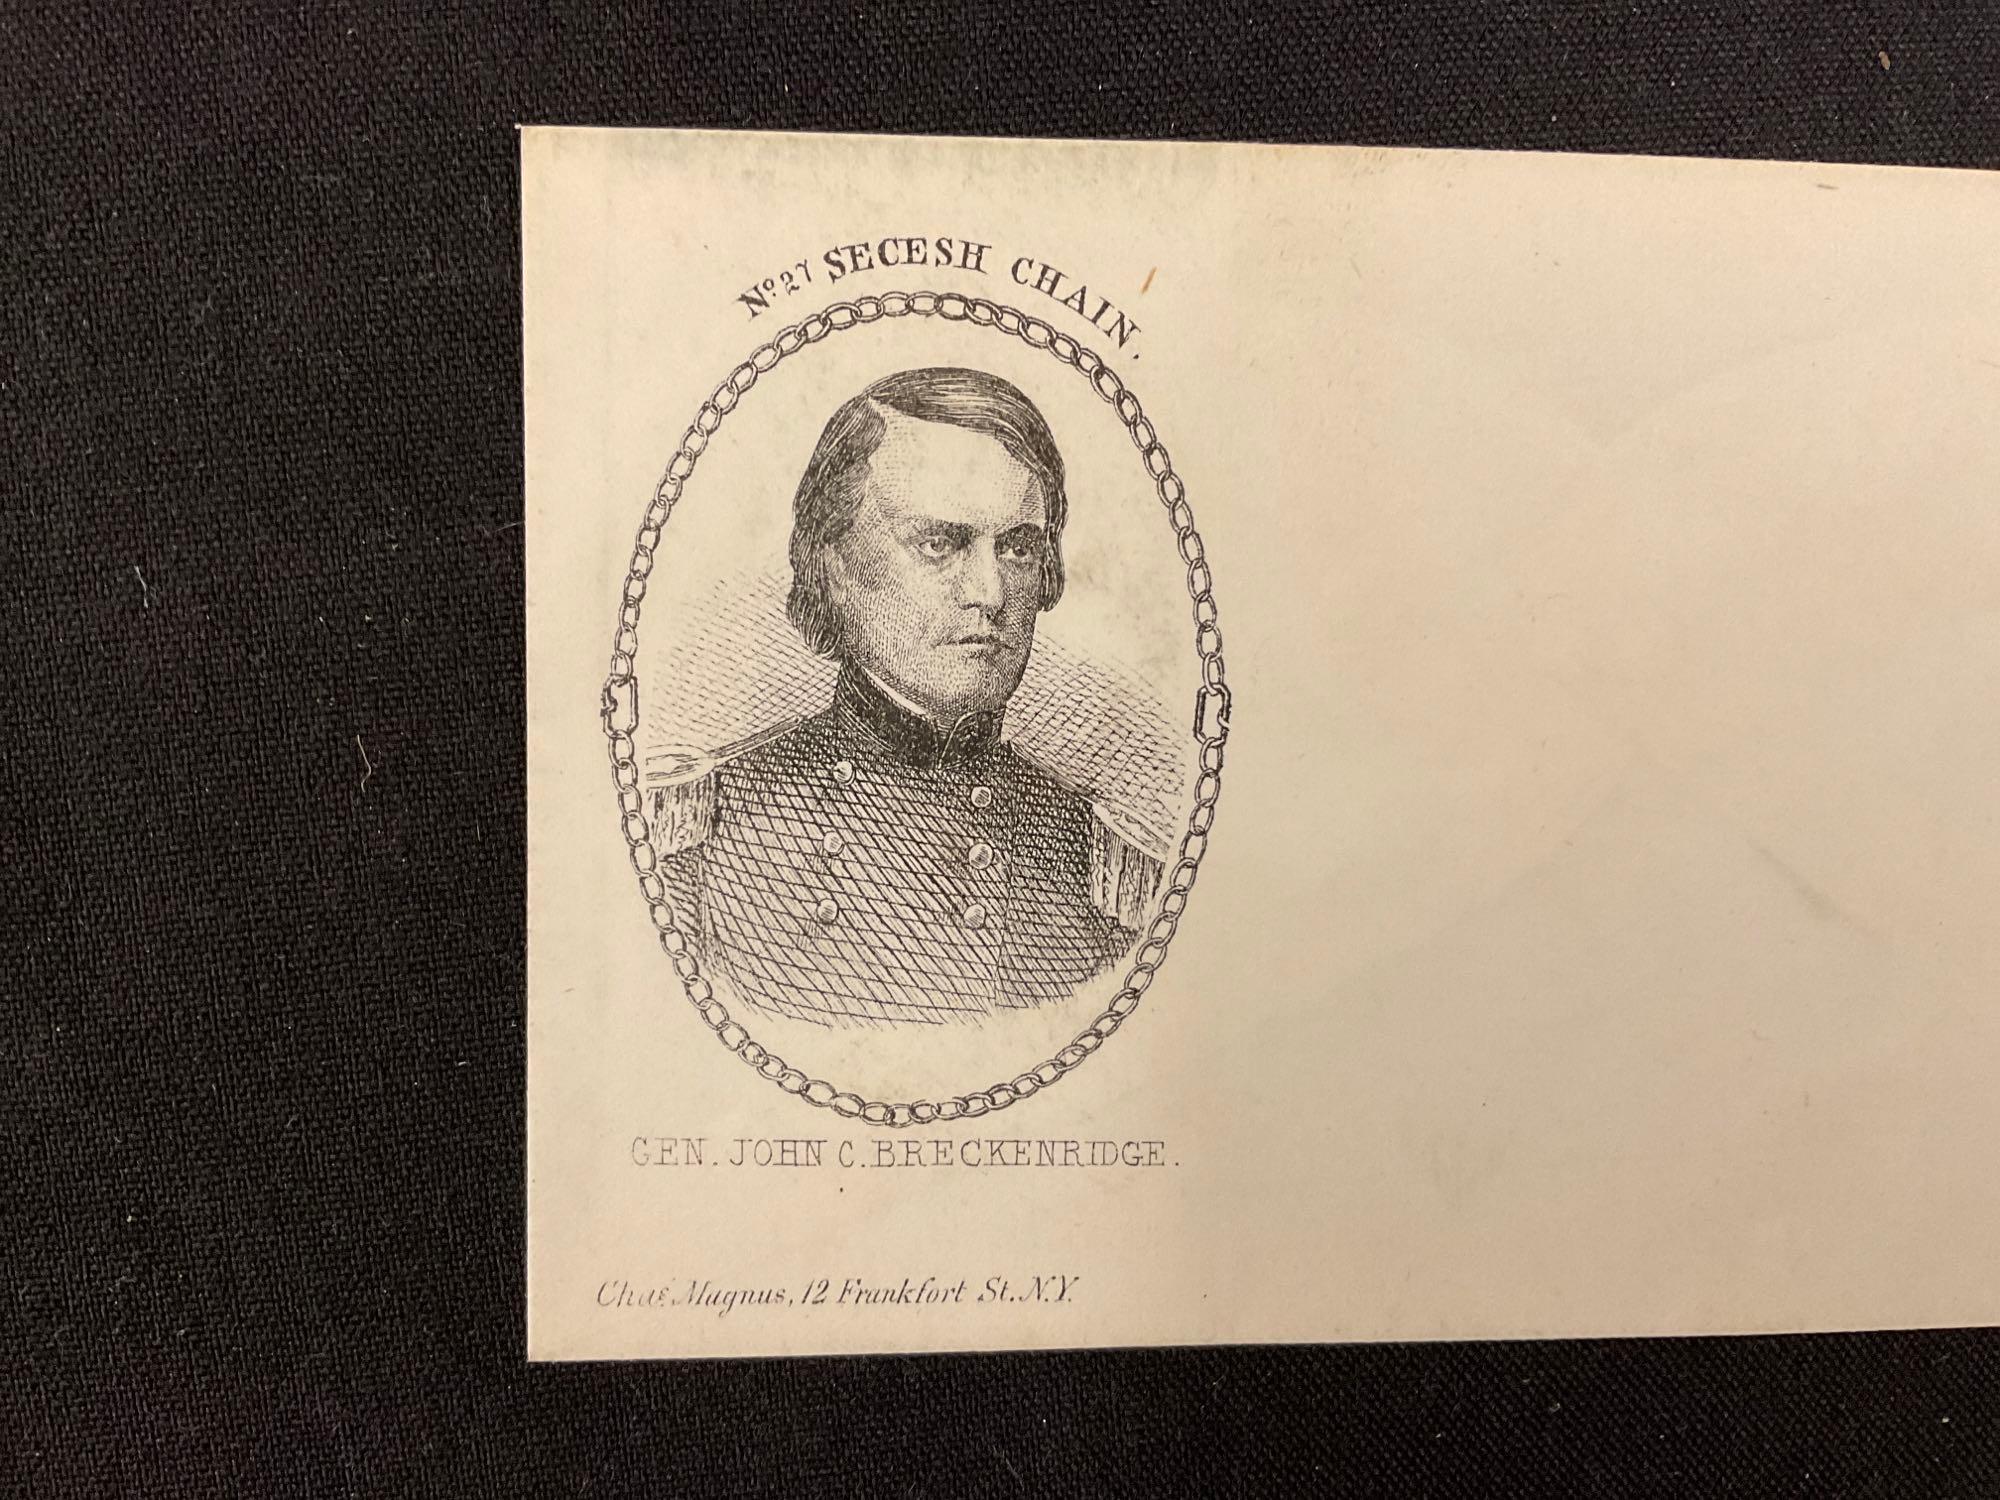 Nº 27 SECESH CHAIN.
GEN. JOHN C. BRECKENRIDGE.
Chas. Magnus, 12 Frankfort St. N.Y.